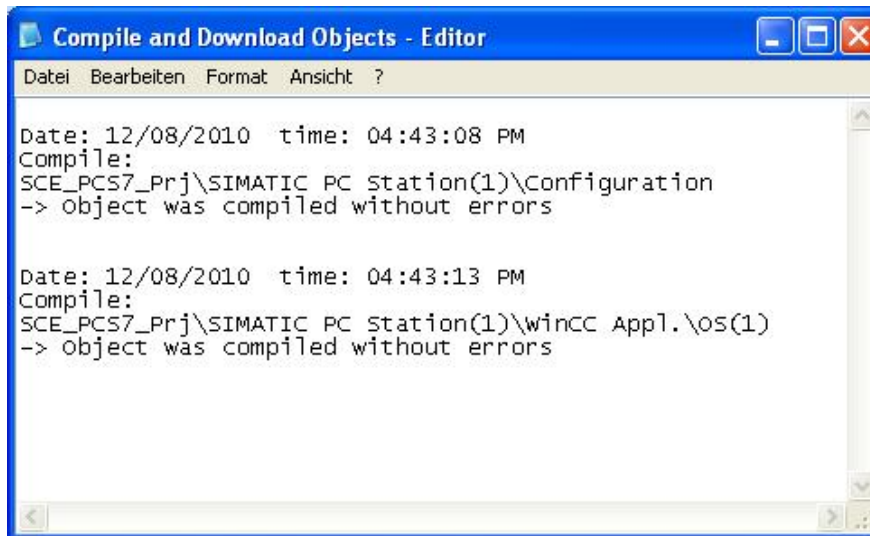 Compile and Download Objects - Editor
Datei Bearbeiten Format Ansicht ?
Date: 12/08/2010 time: 04:43:08 PM
Compile:
SCE_PCS7_Prj\SIMATIC PC Station(1)\Configuration
-> Object was compiled without errors
Date: 12/08/2010 time: 04:43:13 PM
Compile:
SCE_PCS7_Prj\SIMATIC PC Station(1)\WinCC Appl.\OS(1)
-> Object was compiled without errors